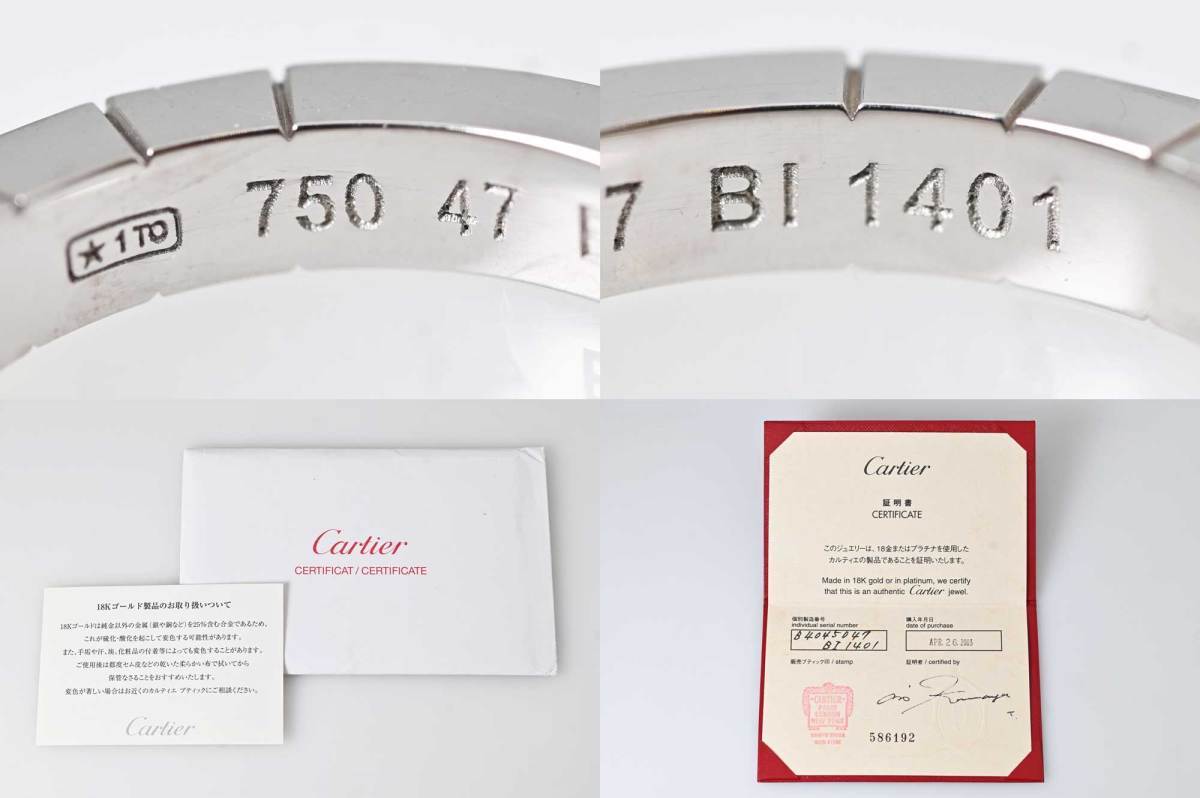 ★1TO 750 47
7 BI 1401
Cartier
CERTIFICAT / CERTIFICATE
18Kゴールド製品のお取り扱いついて
18Kゴールドは純金以外の金属（銀や銅など）を25%含む合金であるため、
これが硫化・酸化を起こして変色する可能性があります。
また、手垢や汗、埃、化粧品の付着等によっても変色することがあります。
ご使用後は都度セム皮などの乾いた柔らかい布で拭いてから
保管なさることをおすすめいたします。
変色が著しい場合はお近くのカルティエ ブティックにご相談ください。
Cartier
Cartier
証明書
CERTIFICATE
このジュエリーは、18金またはプラチナを使用した
カルティエの製品であることを証明いたします。
Made in 18K gold or in platinum, we certify
that this is an authentic Cartier jewel.
個別製造番号
individual serial number
B4045047
BI1401
購入年月日
date of purchase
APR 26 2003
販売ブティック印 / stamp
証明者 / certified by
CARTIER
PARIS
LONDON
NEW YORK
586192